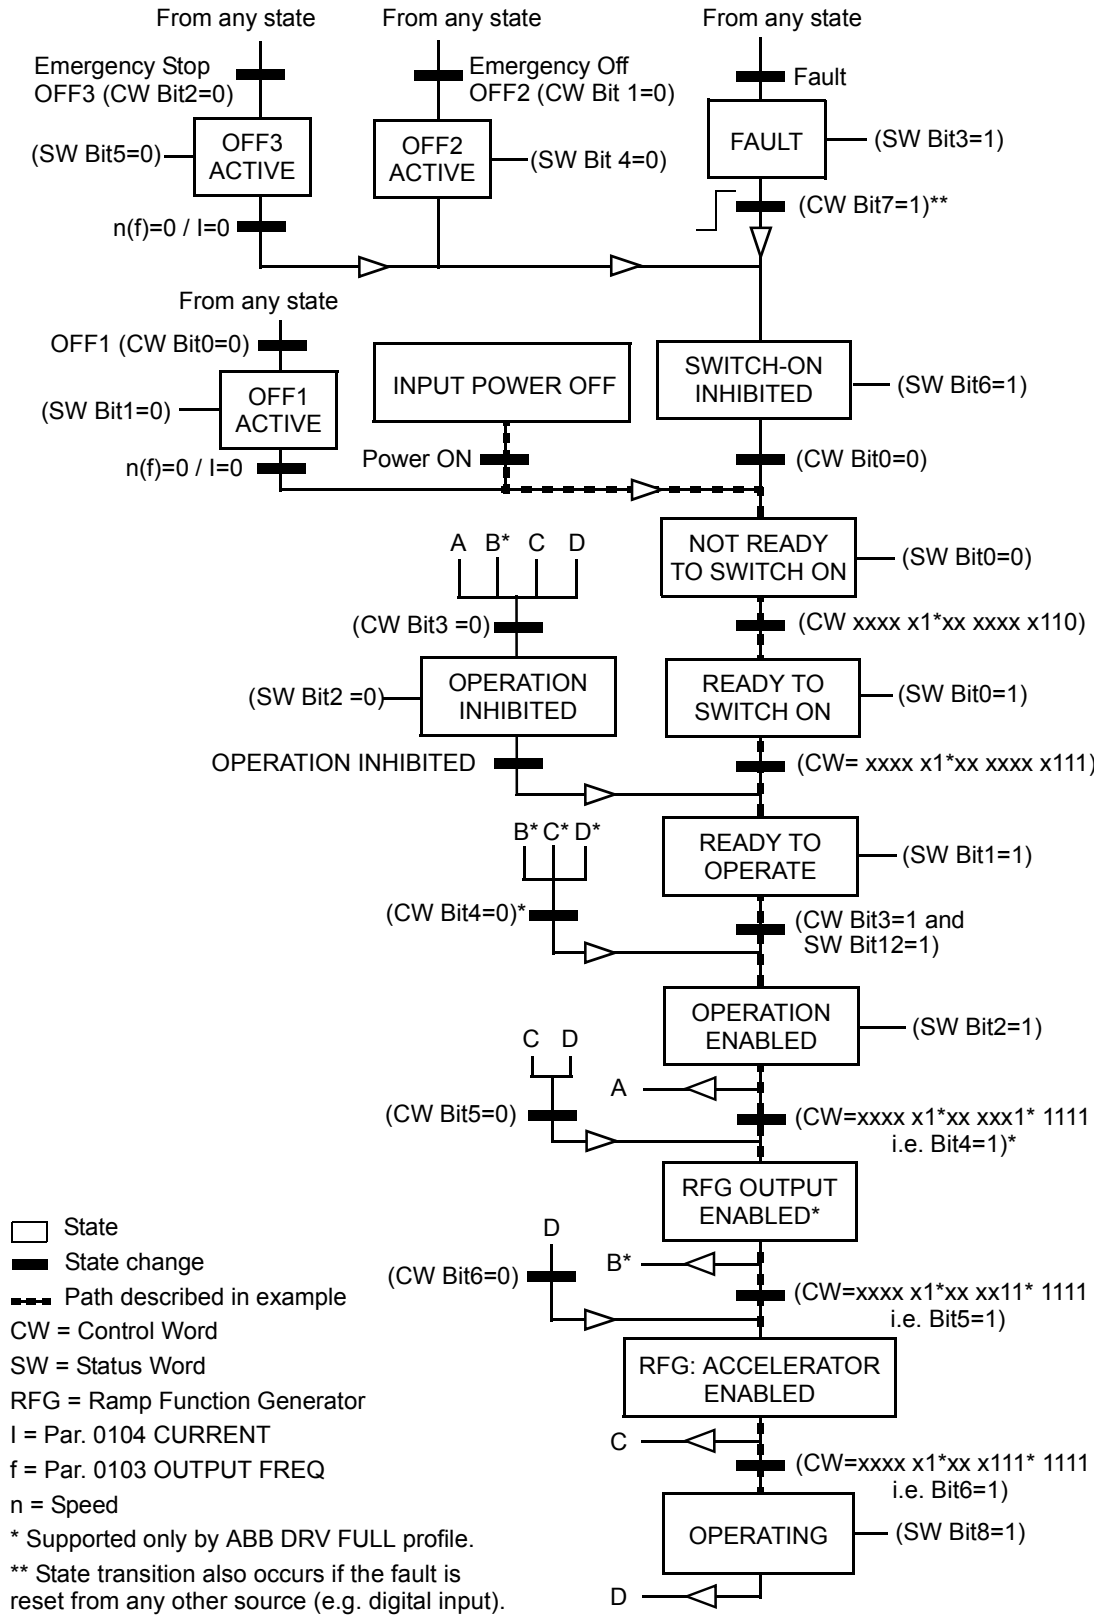 From any state
From any state
From any state
Emergency Stop
OFF3 (CW Bit2=0)
Emergency Off
OFF2 (CW Bit 1=0)
Fault
(SW Bit5=0)
OFF3
ACTIVE
OFF2
ACTIVE
(SW Bit 4=0)
FAULT
(SW Bit3=1)
n(f)=0 / I=0
(CW Bit7=1)**
From any state
OFF1 (CW Bit0=0)
(SW Bit1=0)
OFF1
ACTIVE
INPUT POWER OFF
SWITCH-ON
INHIBITED
(SW Bit6=1)
n(f)=0 / I=0
Power ON
(CW Bit0=0)
A B* C D
NOT READY
TO SWITCH ON
(SW Bit0=0)
(CW Bit3 =0)
(CW xxxx x1*xx xxxx x110)
(SW Bit2 =0)
OPERATION
INHIBITED
READY TO
SWITCH ON
(SW Bit0=1)
OPERATION INHIBITED
(CW= xxxx x1*xx xxxx x111)
B* C* D*
READY TO
OPERATE
(SW Bit1=1)
(CW Bit4=0)*
(CW Bit3=1 and
SW Bit12=1)
OPERATION
ENABLED
(SW Bit2=1)
C D
A
(CW Bit5=0)
(CW=xxxx x1*xx xxx1* 1111
i.e. Bit4=1)*
RFG OUTPUT
ENABLED*
D
B*
(CW Bit6=0)
(CW=xxxx x1*xx xx11* 1111
i.e. Bit5=1)
RFG: ACCELERATOR
ENABLED
C
(CW=xxxx x1*xx x111* 1111
i.e. Bit6=1)
OPERATING
(SW Bit8=1)
D
State
State change
Path described in example
CW = Control Word
SW = Status Word
RFG = Ramp Function Generator
I = Par. 0104 CURRENT
f = Par. 0103 OUTPUT FREQ
n = Speed
* Supported only by ABB DRV FULL profile.
** State transition also occurs if the fault is
reset from any other source (e.g. digital input).